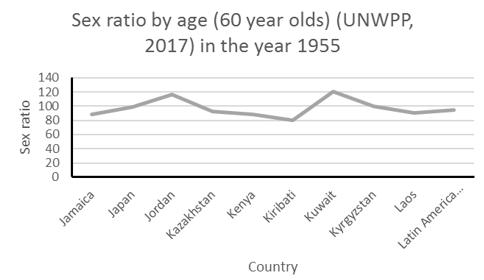 Sex ratio by age (60 year olds) (UNWPP,
2017) in the year 1955
140
120
100
80
60
40
20
0
Sex ratio
Jamaica
Japan
Jordan
Kazakhstan
Kenya
Kiribati
Kuwait
Kyrgyzstan
Laos
Latin America...
Country